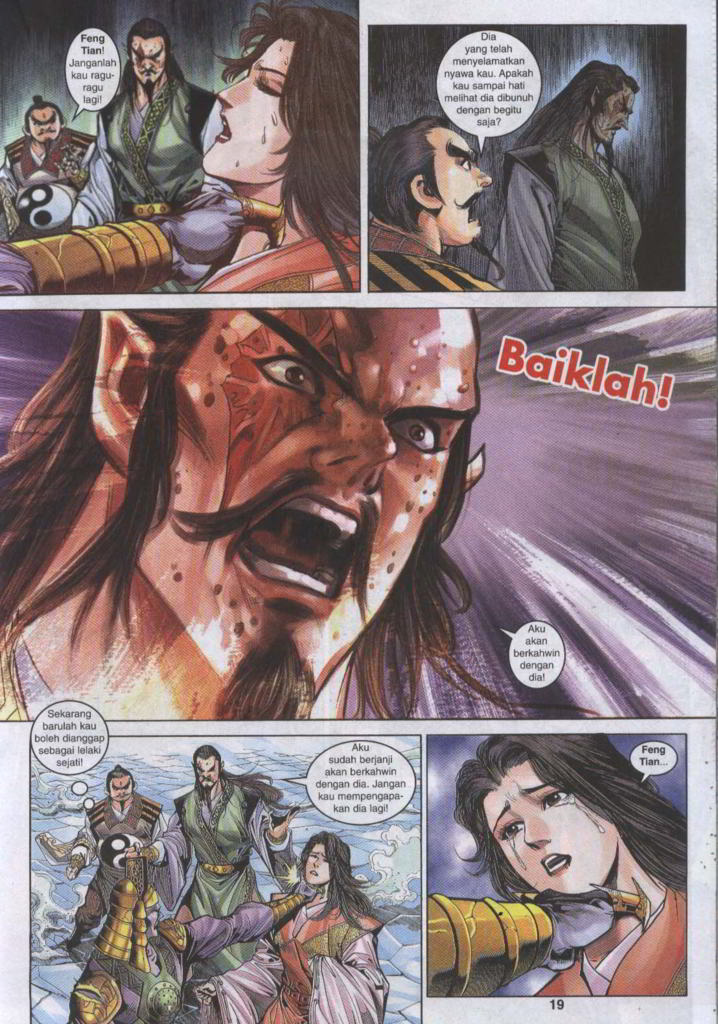 Feng
Tian!
Janganlah
kau ragu-
ragu
lagi!
Dia
yang telah
menyelamatkan
nyawa kau. Apakah
kau sampai hati
melihat dia dibunuh
dengan begitu
saja?
Baiklah!
Aku
akan
berkahwin
dengan
dia!
Sekarang
barulah kau
boleh dianggap
sebagai lelaki
sejati!
Aku
sudah berjanji
akan berkahwin
dengan dia. Jangan
kau mempengapa-
kan dia lagi!
Feng
Tian...
19